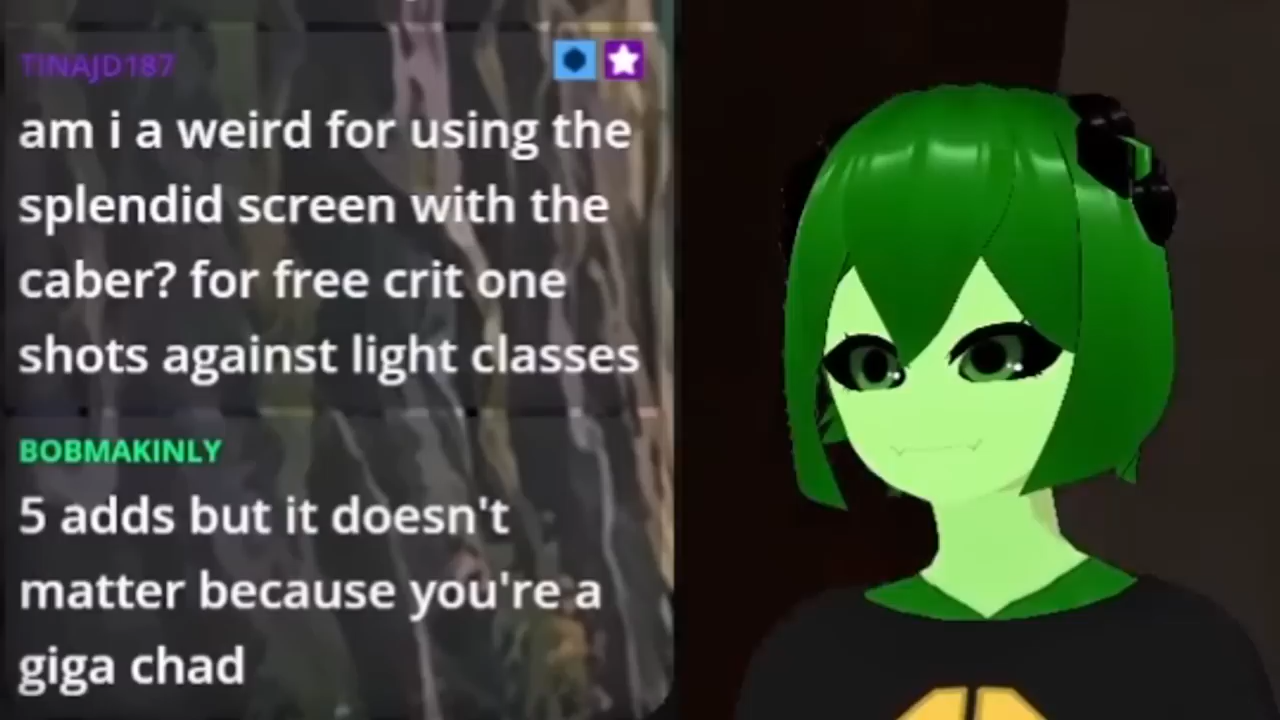 TINAJD187
am i a weird for using the
splendid screen with the
caber? for free crit one
shots against light classes
BOBMAKINLY
5 adds but it doesn't
matter because you're a
giga chad